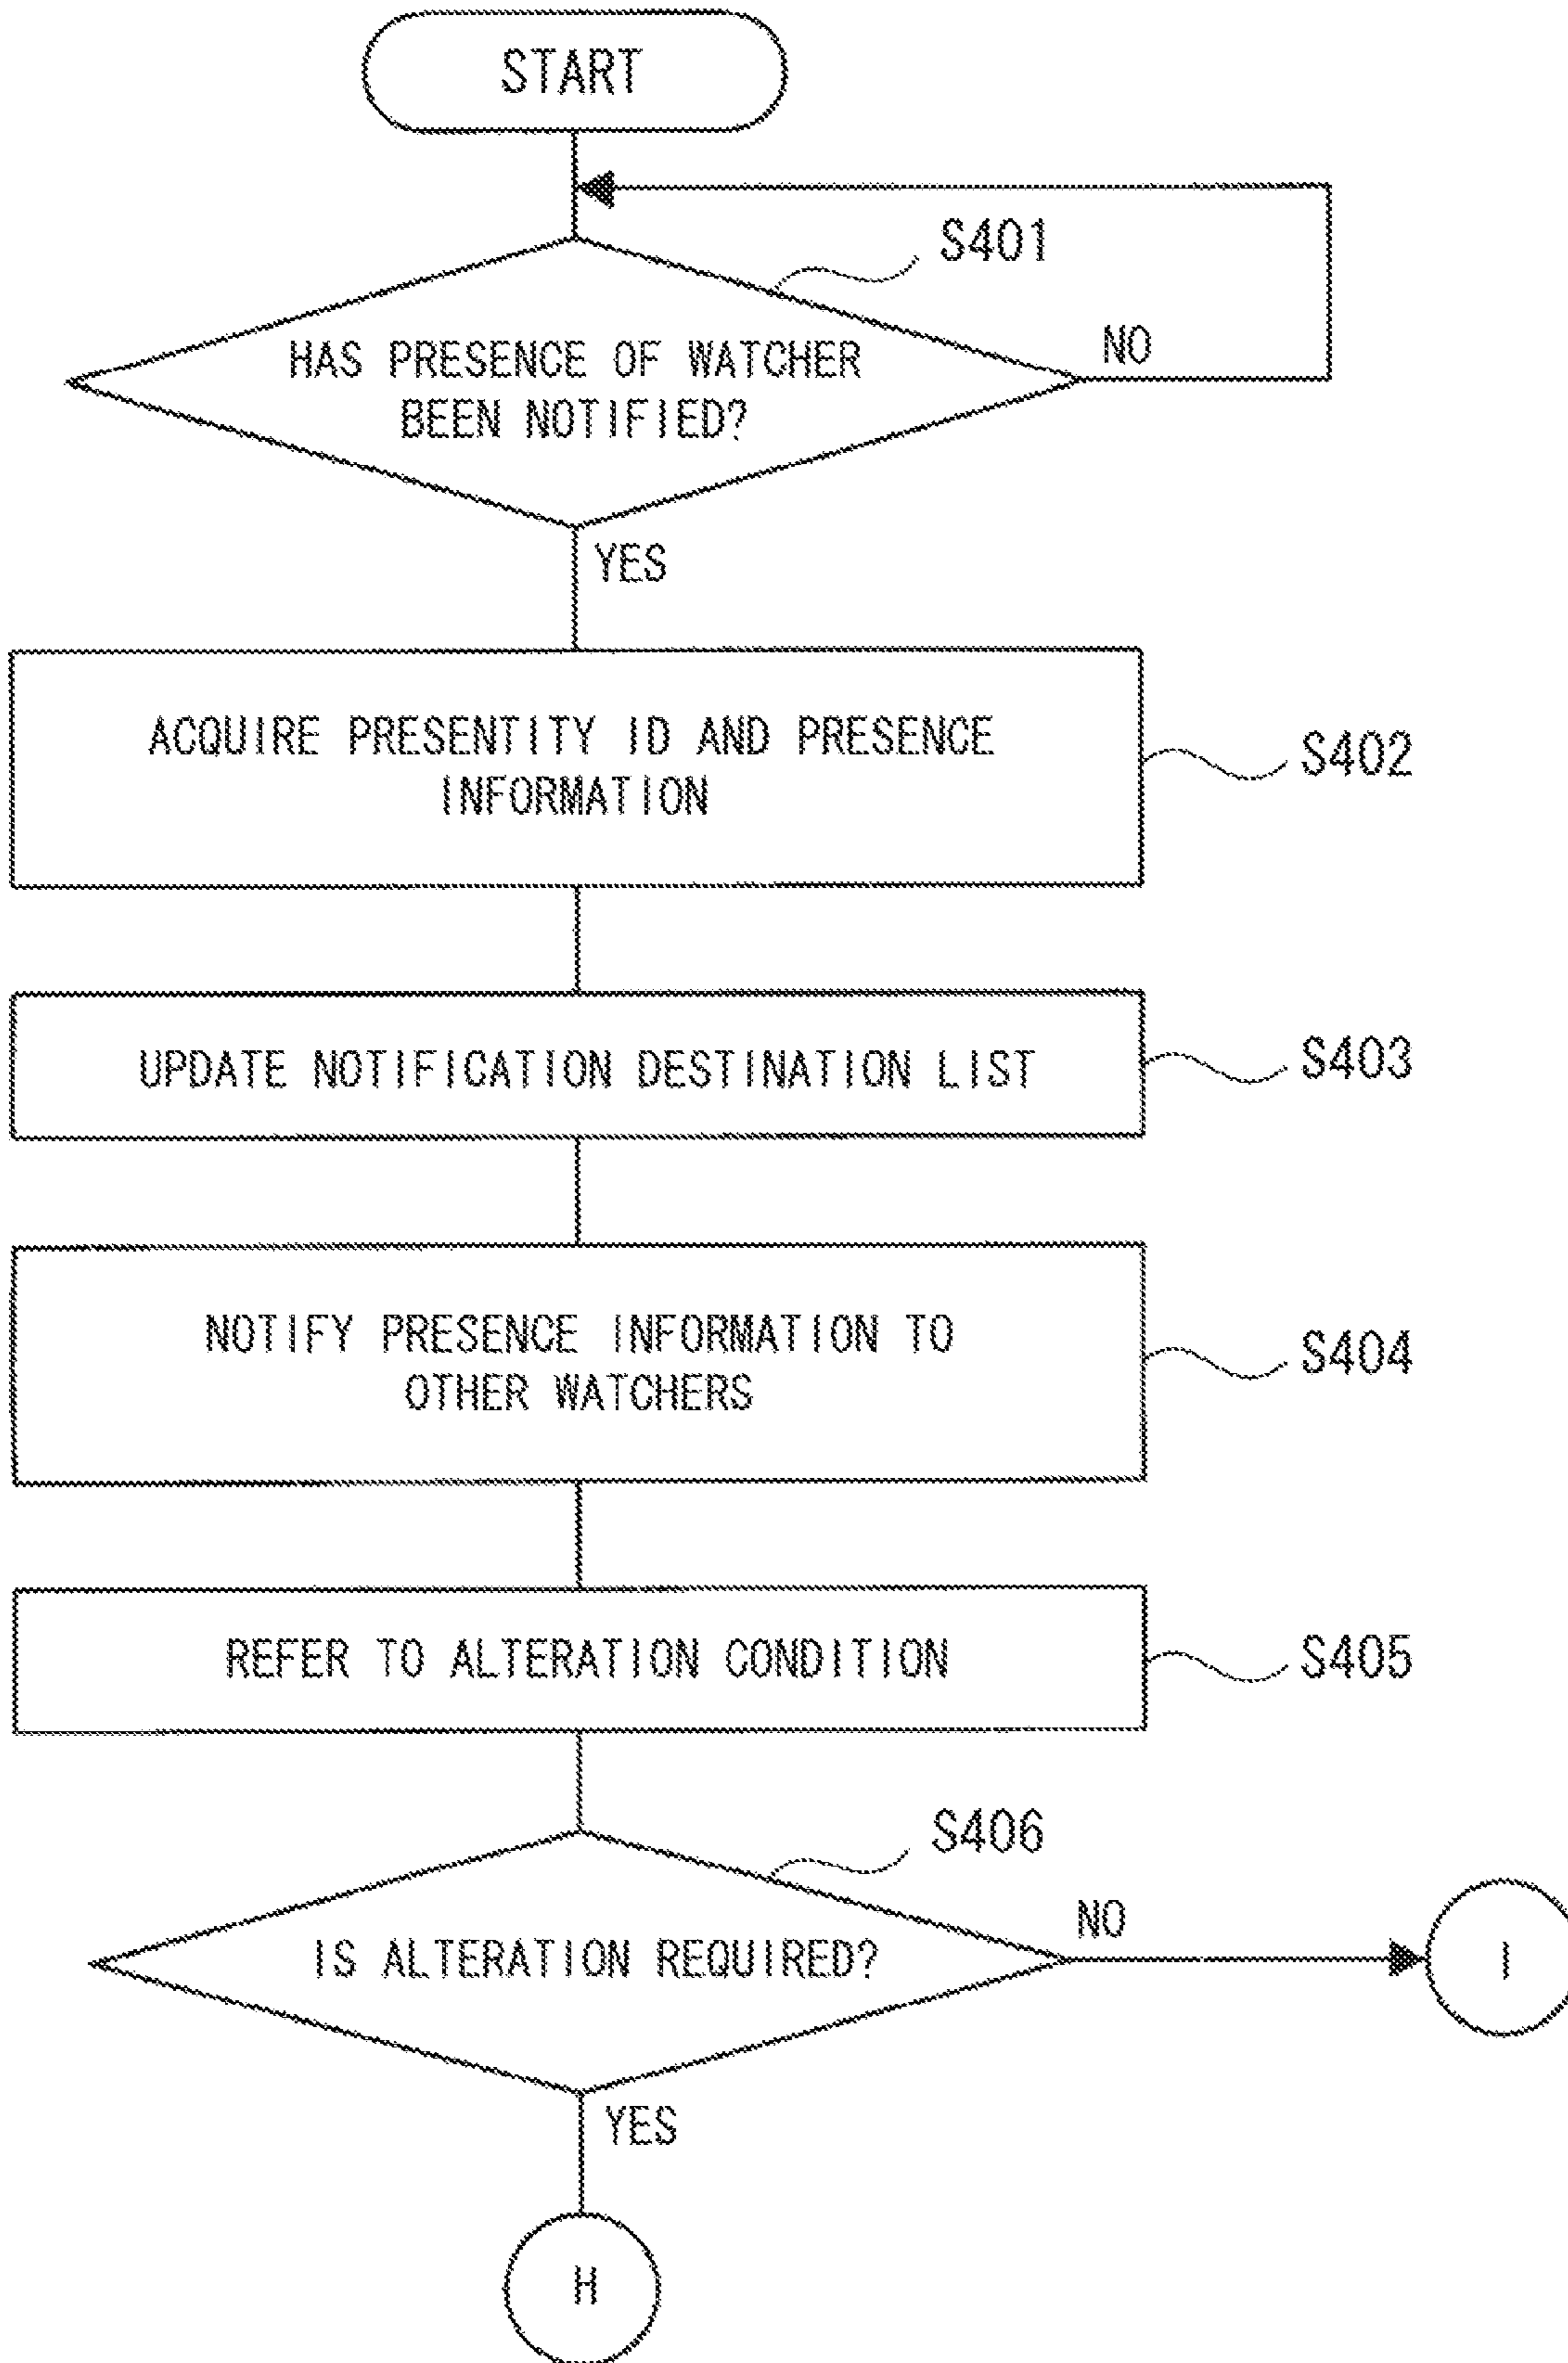 START
S401
HAS PRESENCE OF WATCHER
BEEN NOTIFIED?
NO
YES
ACQUIRE PRESENTITY ID AND PRESENCE
INFORMATION
S402
UPDATE NOTIFICATION DESTINATION LIST
S403
NOTIFY PRESENCE INFORMATION TO
OTHER WATCHERS
S404
REFER TO ALTERATION CONDITION
S405
S406
IS ALTERATION REQUIRED?
NO
I
YES
H